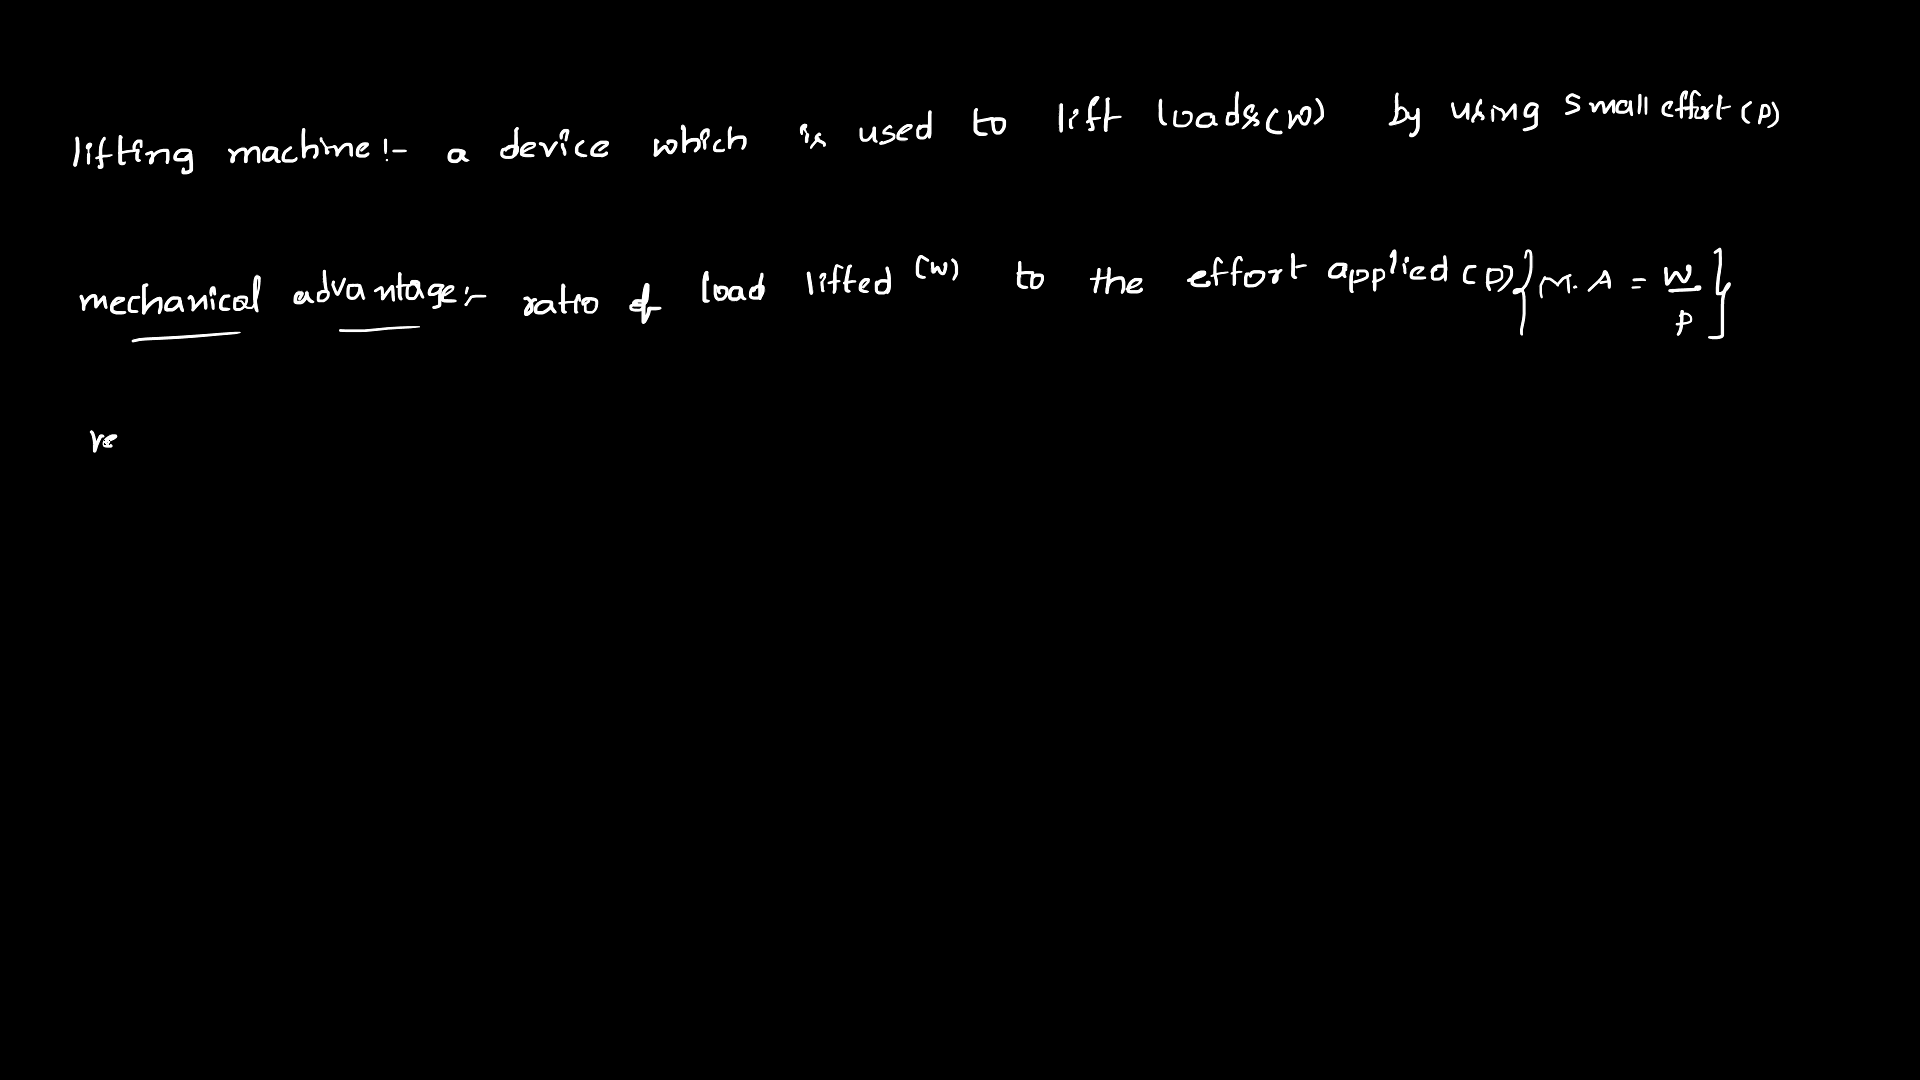 lifting machine:- a device which is used to lift loads(W) by using small effort (P)
mechanical advantage:- ratio of load lifted (W) to the effort applied (P) {M.A = W/P}
ve